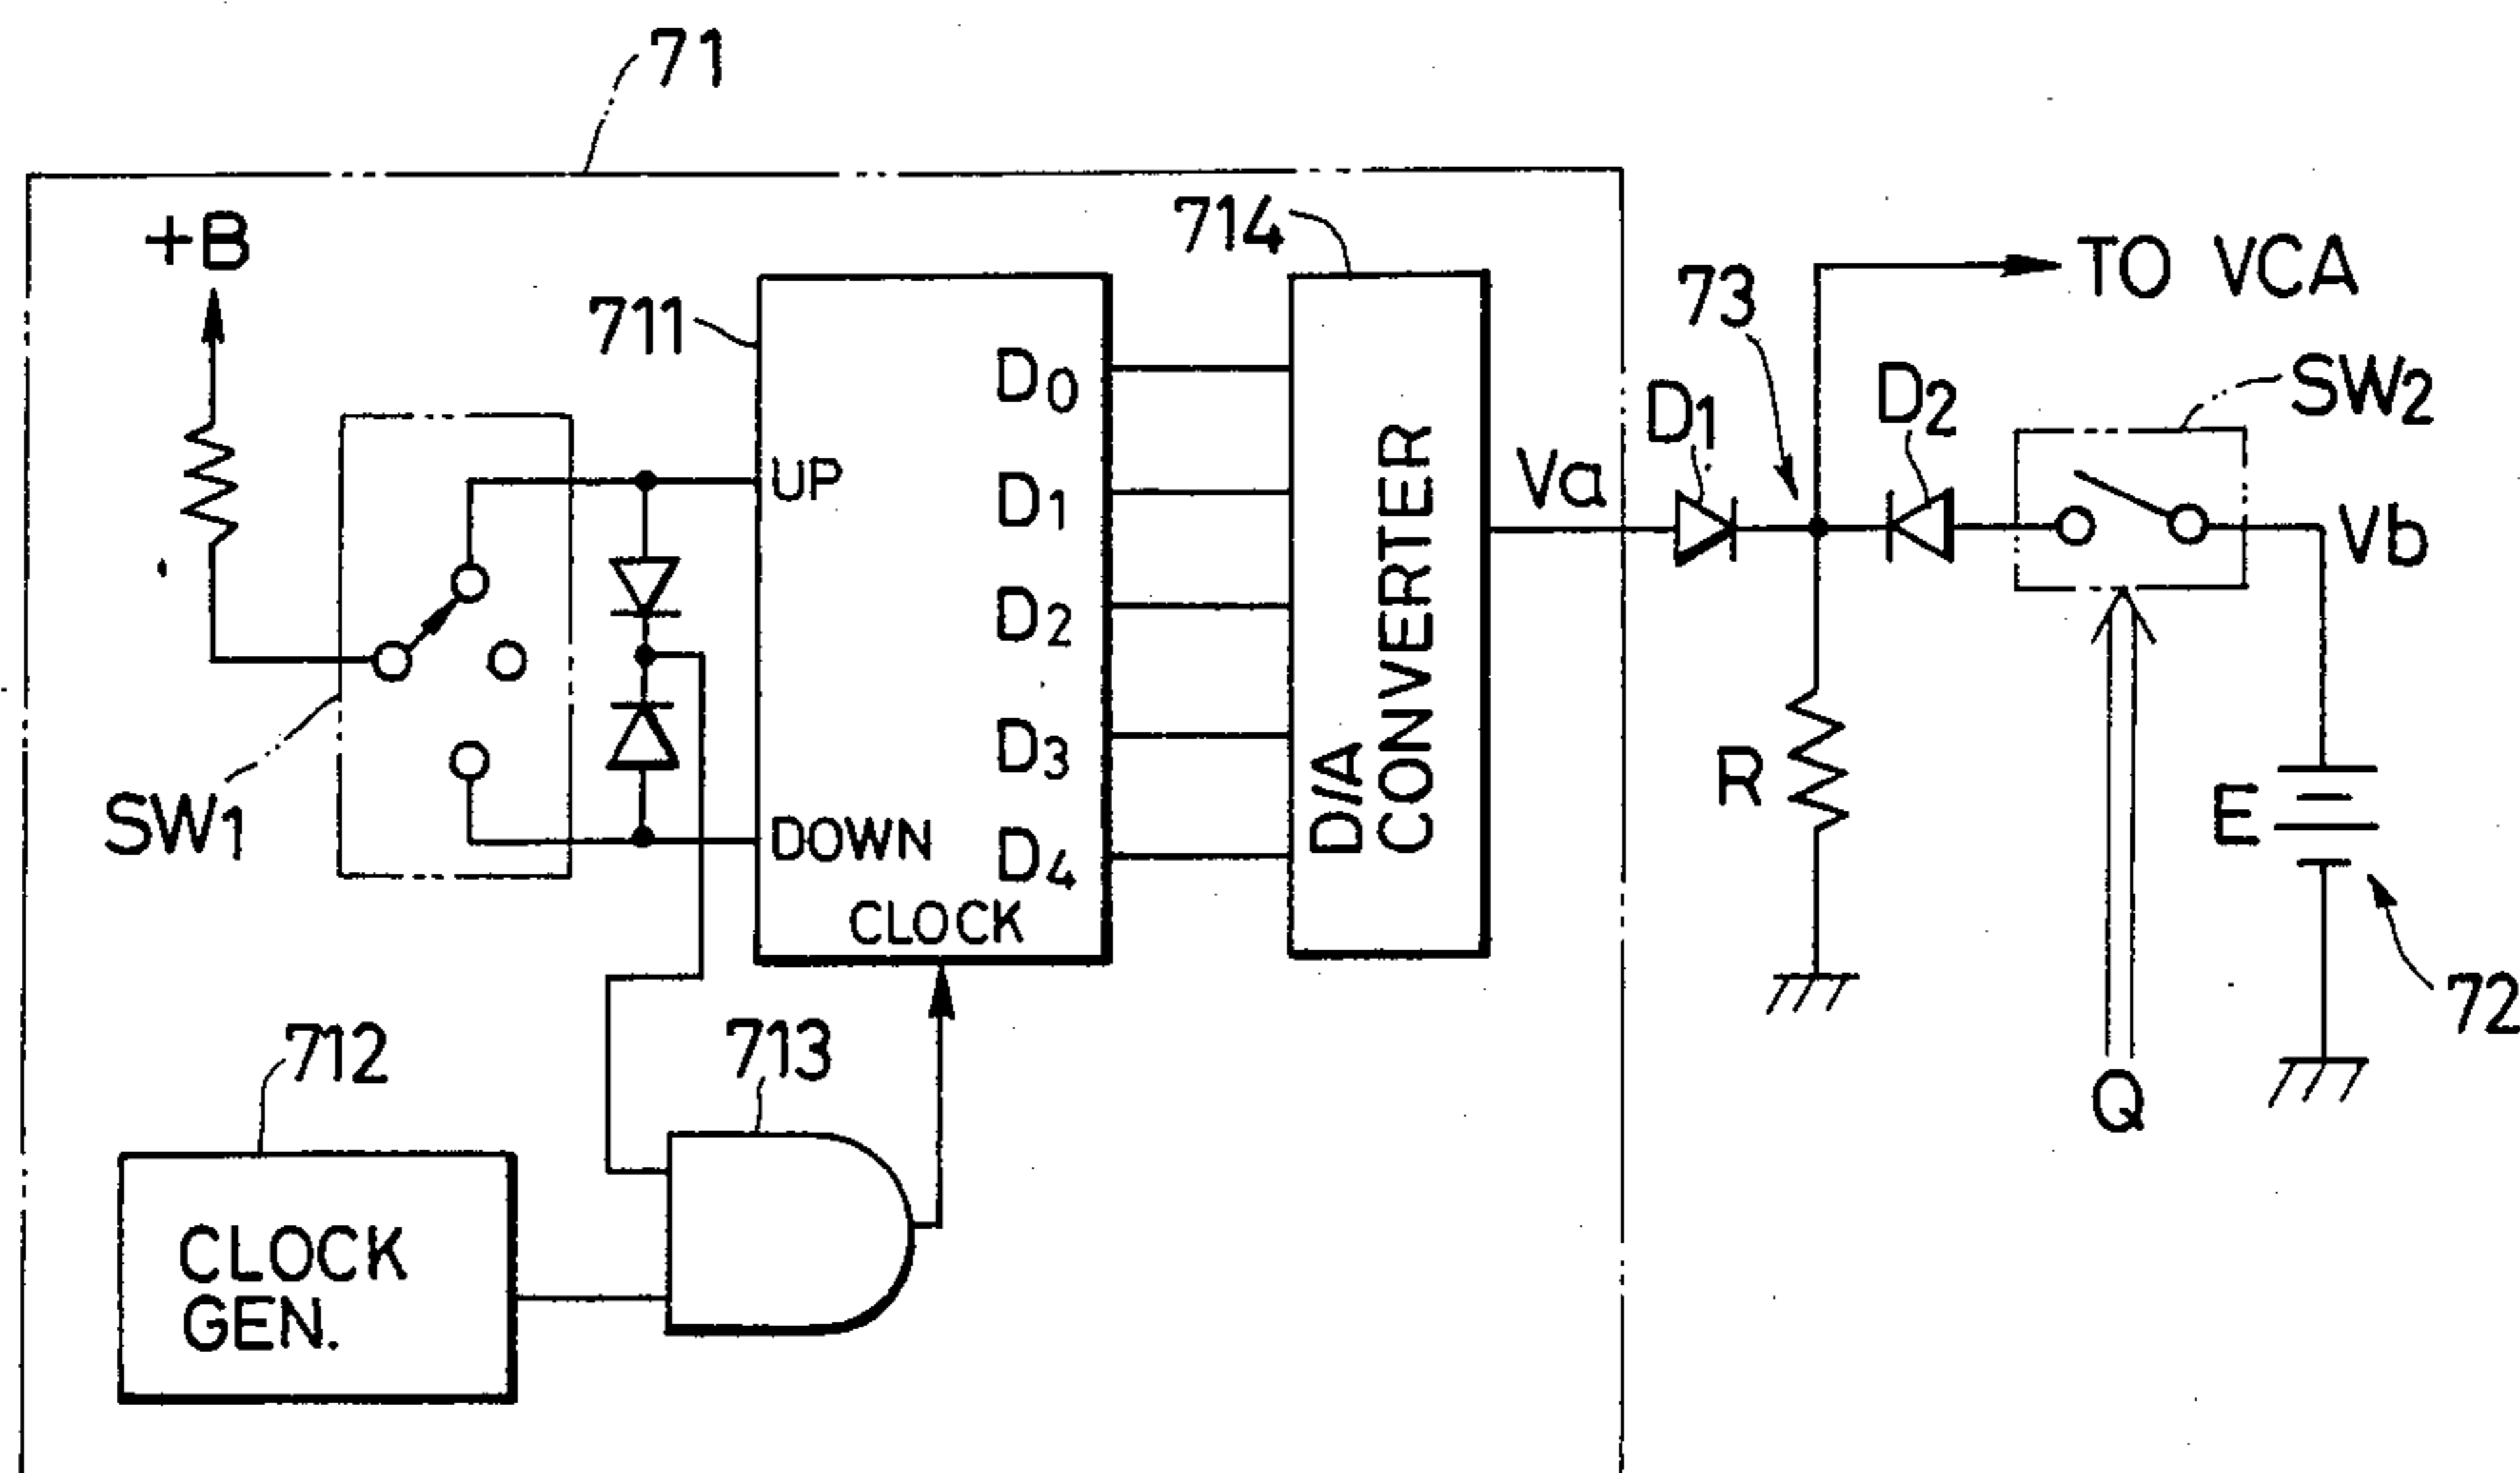 71
+B
714
TO VCA
73
711
SW2
D0
D1
D2
UP
D1
Va
Vb
D2
D/A
CONVERTER
D3
R
E
SW1
DOWN
D4
CLOCK
72
712
713
Q
CLOCK
GEN.